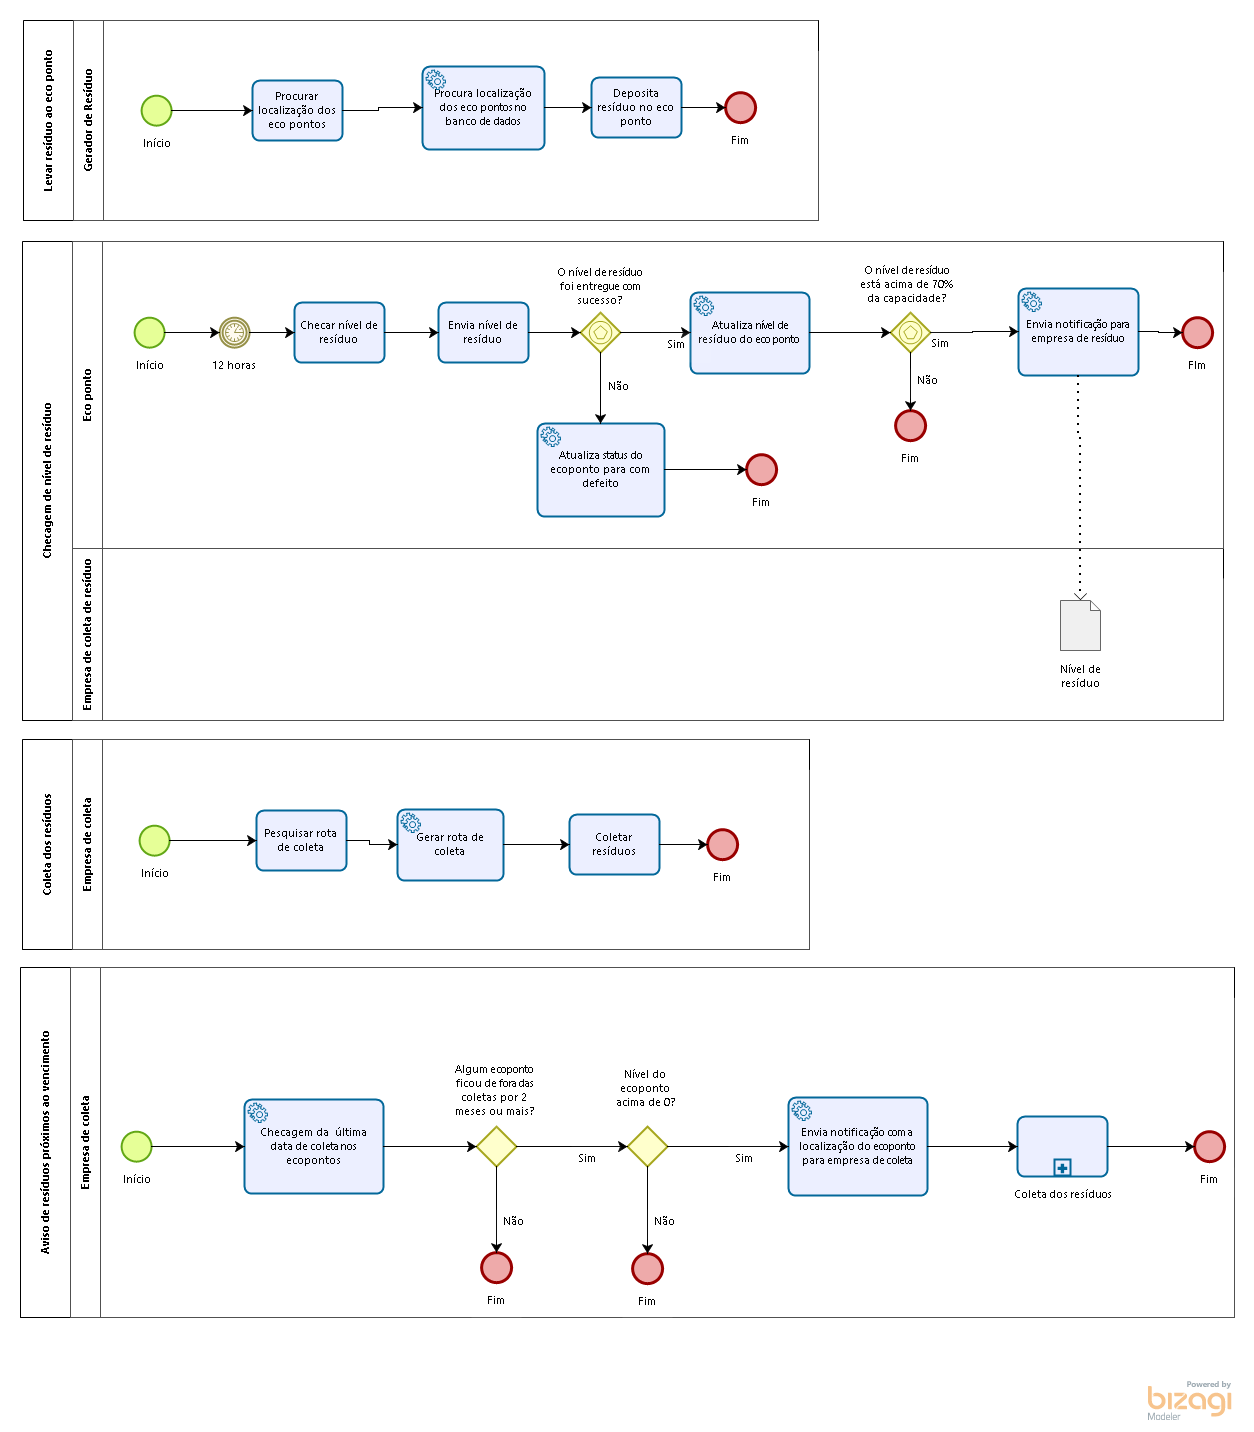 Levar resíduo ao eco ponto
Gerador de Resíduo
Início
Procurar
localização dos
eco pontos
Procura localização
dos eco pontos no
banco de dados
Deposita
resíduo no eco
ponto
Fim
Checagem de nível de resíduo
Eco ponto
Início
12 horas
Checar nível de
resíduo
Envia nível de
resíduo
O nível de resíduo
foi entregue com
sucesso?
Sim
Não
Atualiza nível de
resíduo do eco ponto
O nível de resíduo
está acima de 70%
da capacidade?
Sim
Não
Fim
Envia notificação para
empresa de resíduo
FIm
Atualiza status do
ecoponto para com
defeito
Fim
Empresa de coleta de resíduo
Nível de
resíduo
Coleta dos resíduos
Empresa de coleta
Início
Pesquisar rota
de coleta
Gerar rota de
coleta
Coletar
resíduos
Fim
Aviso de resíduos próximos ao vencimento
Empresa de coleta
Início
Checagem da última
data de coleta nos
ecopontos
Algum ecoponto
ficou de fora das
coletas por 2
meses ou mais?
Sim
Não
Fim
Nível do
ecoponto
acima de 0?
Sim
Não
Fim
Envia notificação com a
localização do ecoponto
para empresa de coleta
Coleta dos resíduos
Fim
Powered by
bizagi
Modeler